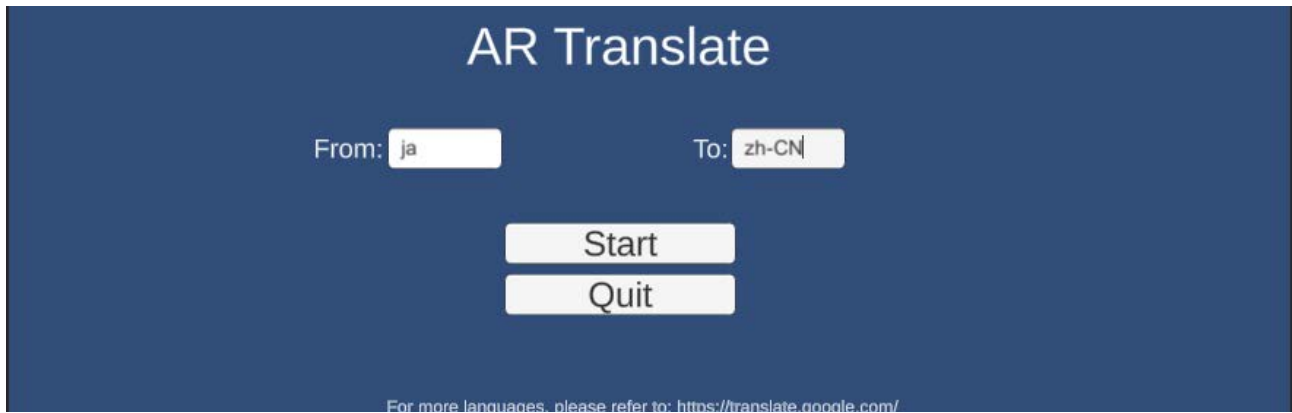 AR Translate
From: ja To: zh-CN
Start
Quit
For more languages, please refer to: https://translate.google.com/